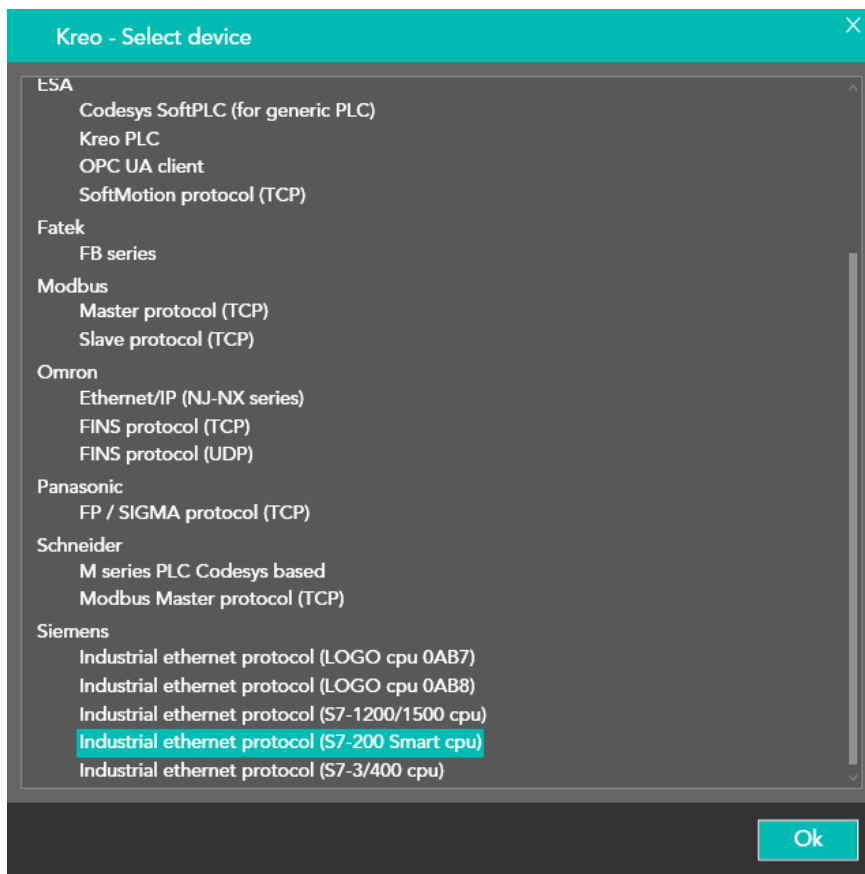 Kreo - Select device
ESA
Codesys SoftPLC (for generic PLC)
Kreo PLC
OPC UA client
SoftMotion protocol (TCP)
Fatek
FB series
Modbus
Master protocol (TCP)
Slave protocol (TCP)
Omron
Ethernet/IP (NJ-NX series)
FINS protocol (TCP)
FINS protocol (UDP)
Panasonic
FP / SIGMA protocol (TCP)
Schneider
M series PLC Codesys based
Modbus Master protocol (TCP)
Siemens
Industrial ethernet protocol (LOGO cpu 0AB7)
Industrial ethernet protocol (LOGO cpu 0AB8)
Industrial ethernet protocol (S7-1200/1500 cpu)
Industrial ethernet protocol (S7-200 Smart cpu)
Industrial ethernet protocol (S7-3/400 cpu)
Ok